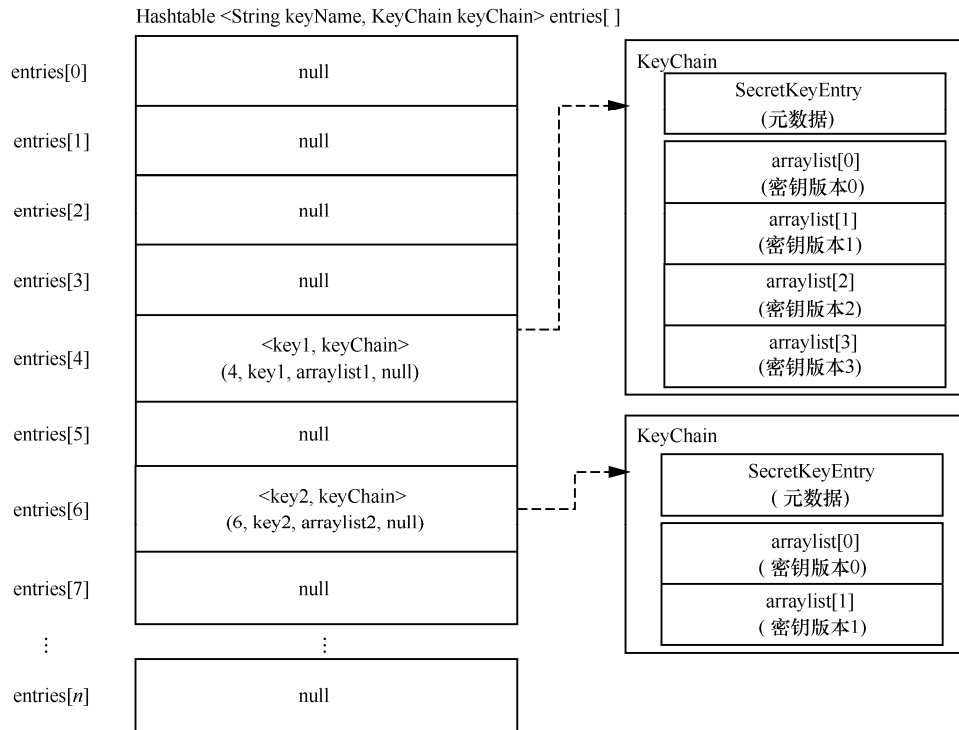 Hashtable <String keyName, KeyChain keyChain> entries[ ]
entries[0]
null
entries[1]
null
entries[2]
null
entries[3]
null
entries[4]
<key1, keyChain>
(4, key1, arraylist1, null)
entries[5]
null
entries[6]
<key2, keyChain>
(6, key2, arraylist2, null)
entries[7]
null
⋮
⋮
entries[n]
null
KeyChain
SecretKeyEntry
(元数据)
arraylist[0]
(密钥版本0)
arraylist[1]
(密钥版本1)
arraylist[2]
(密钥版本2)
arraylist[3]
(密钥版本3)
KeyChain
SecretKeyEntry
( 元数据)
arraylist[0]
( 密钥版本0)
arraylist[1]
( 密钥版本1)